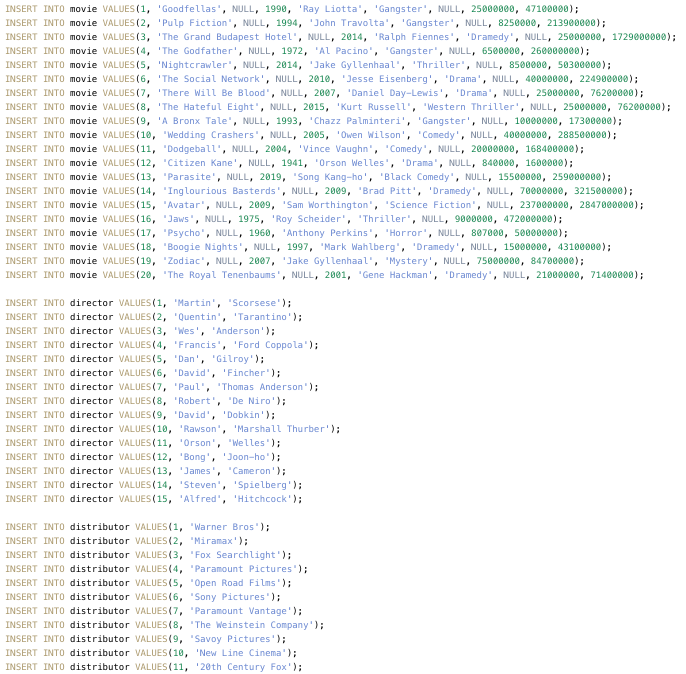 INSERT INTO movie VALUES(1, 'Goodfellas', NULL, 1990, 'Ray Liotta', 'Gangster', NULL, 25000000, 47100000);
INSERT INTO movie VALUES(2, 'Pulp Fiction', NULL, 1994, 'John Travolta', 'Gangster', NULL, 8250000, 213900000);
INSERT INTO movie VALUES(3, 'The Grand Budapest Hotel', NULL, 2014, 'Ralph Fiennes', 'Dramedy', NULL, 25000000, 1729000000);
INSERT INTO movie VALUES(4, 'The Godfather', NULL, 1972, 'Al Pacino', 'Gangster', NULL, 6500000, 260000000);
INSERT INTO movie VALUES(5, 'Nightcrawler', NULL, 2014, 'Jake Gyllenhaal', 'Thriller', NULL, 8500000, 50300000);
INSERT INTO movie VALUES(6, 'The Social Network', NULL, 2010, 'Jesse Eisenberg', 'Drama', NULL, 40000000, 224900000);
INSERT INTO movie VALUES(7, 'There Will Be Blood', NULL, 2007, 'Daniel Day-Lewis', 'Drama', NULL, 25000000, 76200000);
INSERT INTO movie VALUES(8, 'The Hateful Eight', NULL, 2015, 'Kurt Russell', 'Western Thriller', NULL, 25000000, 76200000);
INSERT INTO movie VALUES(9, 'A Bronx Tale', NULL, 1993, 'Chazz Palminteri', 'Gangster', NULL, 10000000, 17300000);
INSERT INTO movie VALUES(10, 'Wedding Crashers', NULL, 2005, 'Owen Wilson', 'Comedy', NULL, 40000000, 288500000);
INSERT INTO movie VALUES(11, 'Dodgeball', NULL, 2004, 'Vince Vaughn', 'Comedy', NULL, 20000000, 168400000);
INSERT INTO movie VALUES(12, 'Citizen Kane', NULL, 1941, 'Orson Welles', 'Drama', NULL, 840000, 1600000);
INSERT INTO movie VALUES(13, 'Parasite', NULL, 2019, 'Song Kang-ho', 'Black Comedy', NULL, 15500000, 259000000);
INSERT INTO movie VALUES(14, 'Inglourious Basterds', NULL, 2009, 'Brad Pitt', 'Dramedy', NULL, 70000000, 321500000);
INSERT INTO movie VALUES(15, 'Avatar', NULL, 2009, 'Sam Worthington', 'Science Fiction', NULL, 237000000, 2847000000);
INSERT INTO movie VALUES(16, 'Jaws', NULL, 1975, 'Roy Scheider', 'Thriller', NULL, 9000000, 472000000);
INSERT INTO movie VALUES(17, 'Psycho', NULL, 1960, 'Anthony Perkins', 'Horror', NULL, 807000, 50000000);
INSERT INTO movie VALUES(18, 'Boogie Nights', NULL, 1997, 'Mark Wahlberg', 'Dramedy', NULL, 15000000, 43100000);
INSERT INTO movie VALUES(19, 'Zodiac', NULL, 2007, 'Jake Gyllenhaal', 'Mystery', NULL, 75000000, 84700000);
INSERT INTO movie VALUES(20, 'The Royal Tenenbaums', NULL, 2001, 'Gene Hackman', 'Dramedy', NULL, 21000000, 71400000);
INSERT INTO director VALUES(1, 'Martin', 'Scorsese');
INSERT INTO director VALUES(2, 'Quentin', 'Tarantino');
INSERT INTO director VALUES(3, 'Wes', 'Anderson');
INSERT INTO director VALUES(4, 'Francis', 'Ford Coppola');
INSERT INTO director VALUES(5, 'Dan', 'Gilroy');
INSERT INTO director VALUES(6, 'David', 'Fincher');
INSERT INTO director VALUES(7, 'Paul', 'Thomas Anderson');
INSERT INTO director VALUES(8, 'Robert', 'De Niro');
INSERT INTO director VALUES(9, 'David', 'Dobkin');
INSERT INTO director VALUES(10, 'Rawson', 'Marshall Thurber');
INSERT INTO director VALUES(11, 'Orson', 'Welles');
INSERT INTO director VALUES(12, 'Bong', 'Joon-ho');
INSERT INTO director VALUES(13, 'James', 'Cameron');
INSERT INTO director VALUES(14, 'Steven', 'Spielberg');
INSERT INTO director VALUES(15, 'Alfred', 'Hitchcock');
INSERT INTO distributor VALUES(1, 'Warner Bros');
INSERT INTO distributor VALUES(2, 'Miramax');
INSERT INTO distributor VALUES(3, 'Fox Searchlight');
INSERT INTO distributor VALUES(4, 'Paramount Pictures');
INSERT INTO distributor VALUES(5, 'Open Road Films');
INSERT INTO distributor VALUES(6, 'Sony Pictures');
INSERT INTO distributor VALUES(7, 'Paramount Vantage');
INSERT INTO distributor VALUES(8, 'The Weinstein Company');
INSERT INTO distributor VALUES(9, 'Savoy Pictures');
INSERT INTO distributor VALUES(10, 'New Line Cinema');
INSERT INTO distributor VALUES(11, '20th Century Fox');